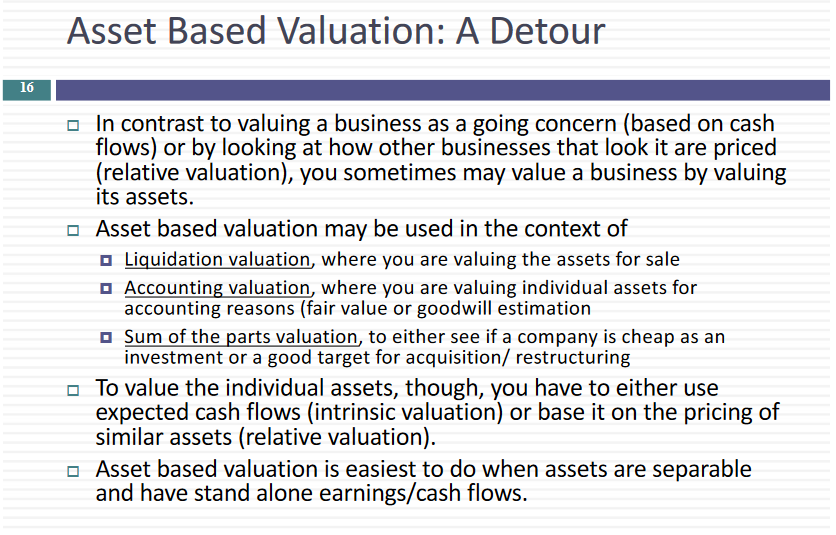 Asset Based Valuation: A Detour
16
In contrast to valuing a business as a going concern (based on cash
flows) or by looking at how other businesses that look it are priced
(relative valuation), you sometimes may value a business by valuing
its assets.
Asset based valuation may be used in the context of
Liquidation valuation, where you are valuing the assets for sale
Accounting valuation, where you are valuing individual assets for
accounting reasons (fair value or goodwill estimation
Sum of the parts valuation, to either see if a company is cheap as an
investment or a good target for acquisition/ restructuring
To value the individual assets, though, you have to either use
expected cash flows (intrinsic valuation) or base it on the pricing of
similar assets (relative valuation).
Asset based valuation is easiest to do when assets are separable
and have stand alone earnings/cash flows.